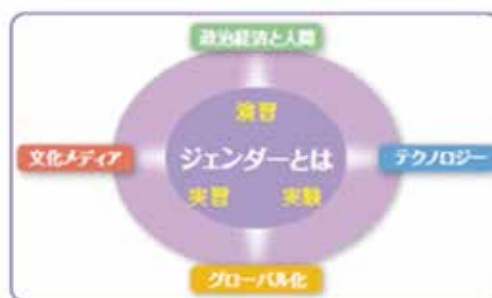 政治経済と人間
演習
文化メディア
ジェンダーとは
テクノロジー
実習
実験
グローバル化